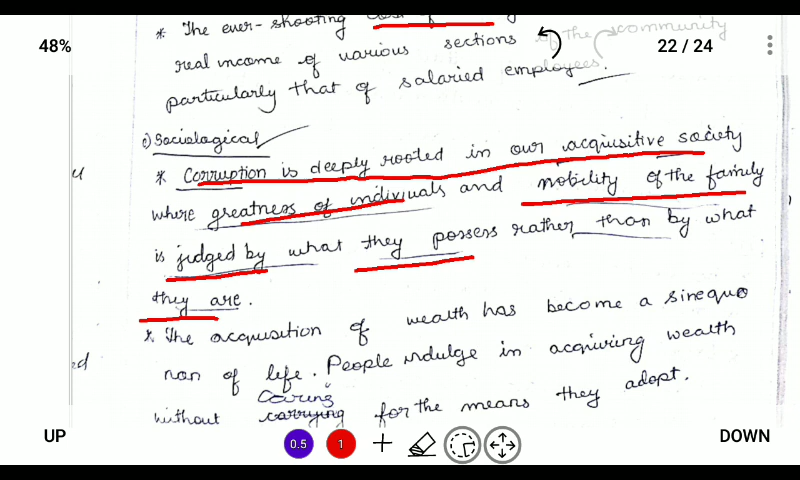 * The ever-shooting
real income of various sections of the community
48%
22 / 24
particularly that of salaried employees.
c) Sociological
* Corruption is deeply rooted in our acquisitive society
where greatness of individuals and nobility of the family
is judged by what they possess rather than by what
they are.
* The acquisition of wealth has become a sinequo
non of life. People indulge in acquiring wealth
caring
without carrying for the means they adopt.
UP
0.5
1
DOWN